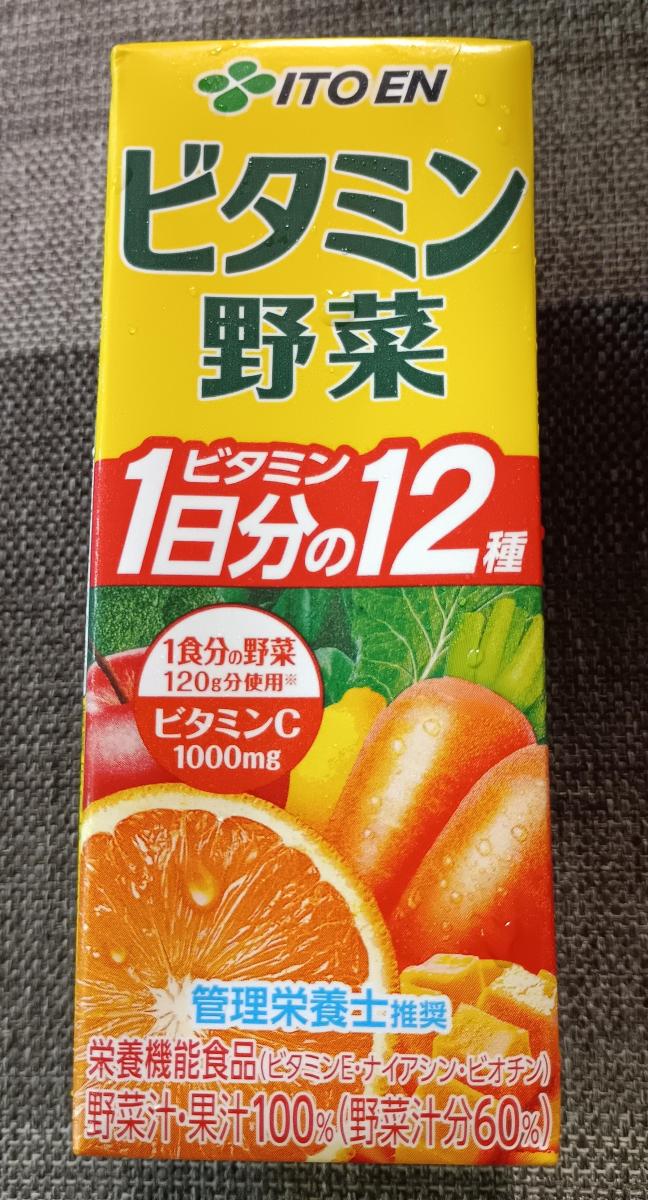 ITO EN
ビタミン
野菜
ビタミン
1日分の12種
1食分の野菜
120g分使用※
ビタミンC
1000mg
管理栄養士推奨
栄養機能食品(ビタミンE・ナイアシン・ビオチン)
野菜汁・果汁100%(野菜汁分60%)